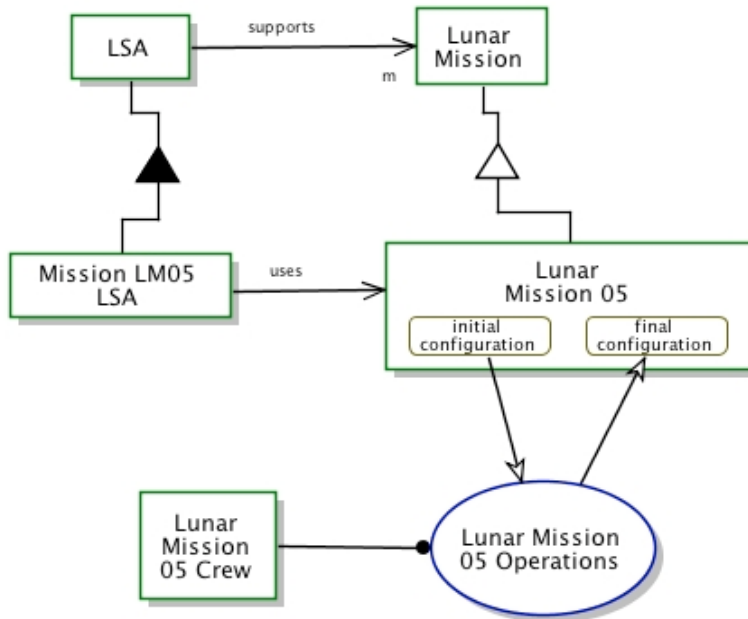 LSA
supports
Lunar
Mission
m
Mission LM05
LSA
uses
Lunar
Mission 05
initial
configuration
final
configuration
Lunar
Mission
05 Crew
Lunar Mission
05 Operations